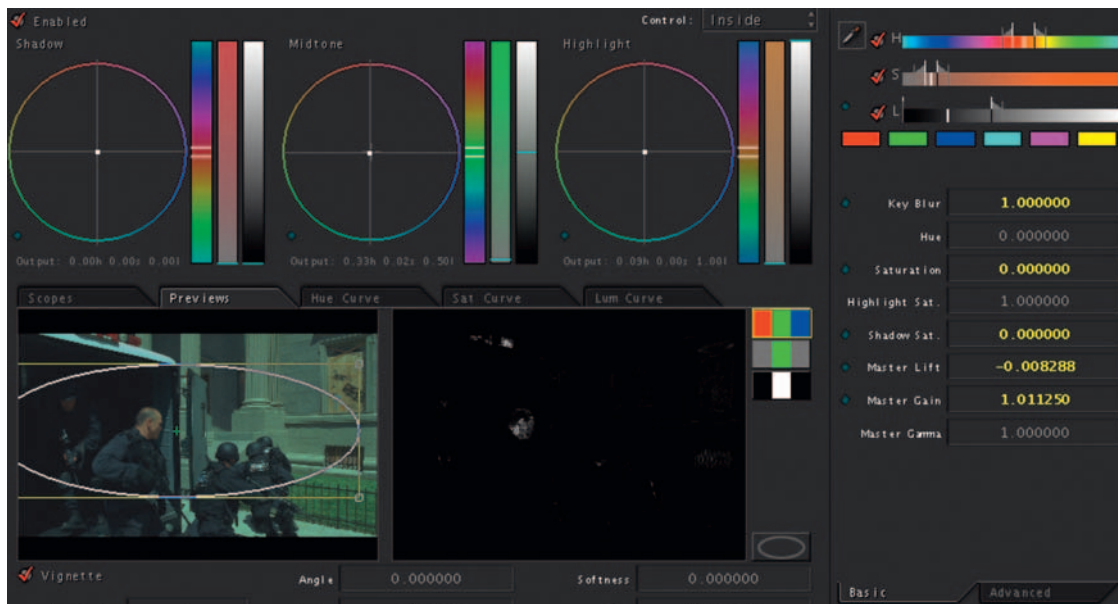 Enabled
Control: Inside
Shadow
Midtone
Highlight
H
S
L
Output: 0.00h 0.00s 0.00l
Output: 0.33h 0.02s 0.50l
Output: 0.09h 0.00s 1.00l
Key Blur 1.000000
Hue 0.000000
Saturation 0.000000
Highlight Sat. 1.000000
Shadow Sat. 0.000000
Master Lift -0.008288
Master Gain 1.011250
Master Gamma 1.000000
Scopes
Previews
Hue Curve
Sat Curve
Lum Curve
Vignette
Angle 0.000000
Softness 0.000000
Basic
Advanced